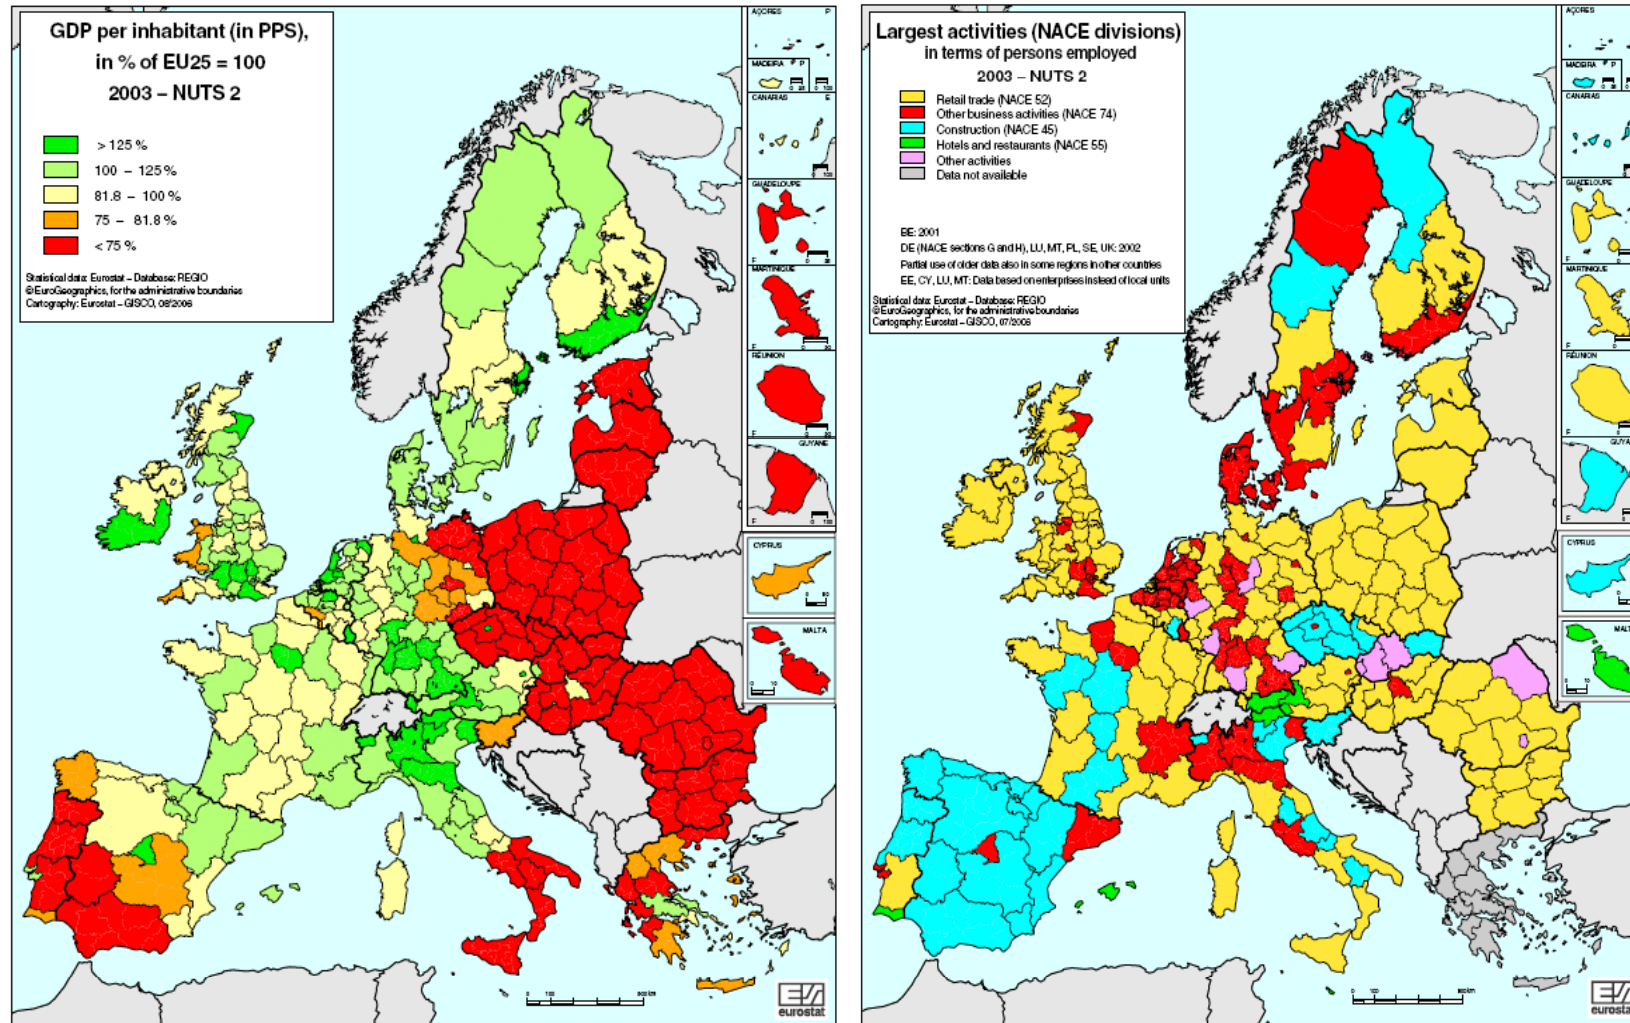 GDP per inhabitant (in PPS),
in % of EU25 = 100
2003 – NUTS 2
> 125 %
100 – 125 %
81.8 – 100 %
75 – 81.8 %
< 75 %
Statistical data: Eurostat – Database: REGIO
© EuroGeographics, for the administrative boundaries
Cartography: Eurostat – GISCO, 08/2006
AÇORES P
MADEIRA P
CANARIAS E
GUADELOUPE
F
MARTINIQUE
F
RÉUNION
F
GUYANE
F
CYPRUS
MALTA
eurostat
Largest activities (NACE divisions)
in terms of persons employed
2003 – NUTS 2
Retail trade (NACE 52)
Other business activities (NACE 74)
Construction (NACE 45)
Hotels and restaurants (NACE 55)
Other activities
Data not available
BE: 2001
DE (NACE sections G and H), LU, MT, PL, SE, UK: 2002
Partial use of older data also in some regions in other countries
EE, CY, LU, MT: Data based on enterprises instead of local units
Statistical data: Eurostat – Database: REGIO
© EuroGeographics, for the administrative boundaries
Cartography: Eurostat – GISCO, 07/2006
AÇORES
MADEIRA P
CANARIAS
GUADELOUPE
F
MARTINIQUE
F
RÉUNION
F
GUYA
F
CYPRUS
MALT
eurosta